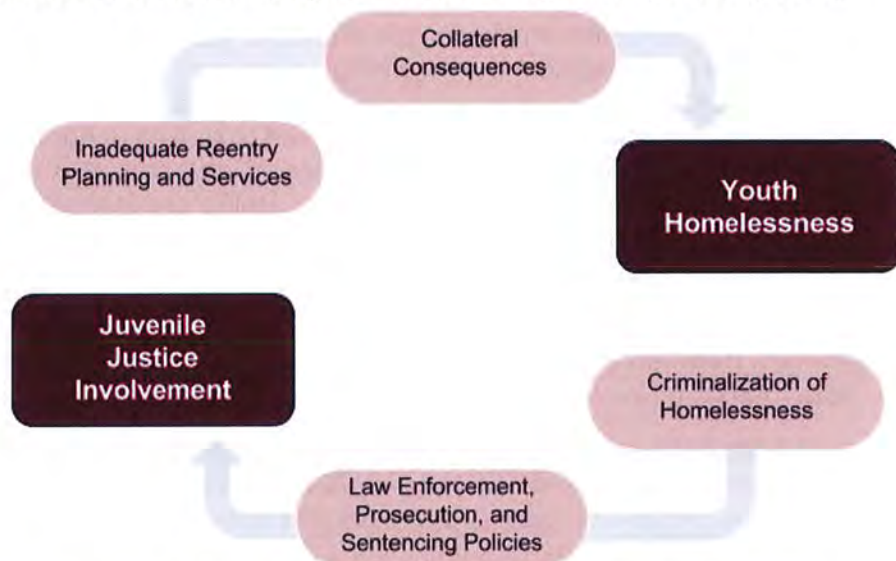 Collateral
Consequences
Inadequate Reentry
Planning and Services
Youth
Homelessness
Juvenile
Justice
Involvement
Criminalization of
Homelessness
Law Enforcement,
Prosecution, and
Sentencing Policies